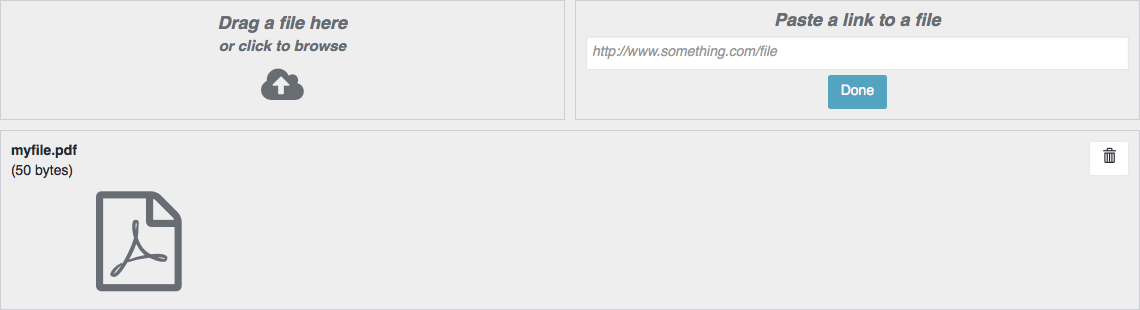 Drag a file here
or click to browse
Paste a link to a file
http://www.something.com/file
Done
myfile.pdf
(50 bytes)